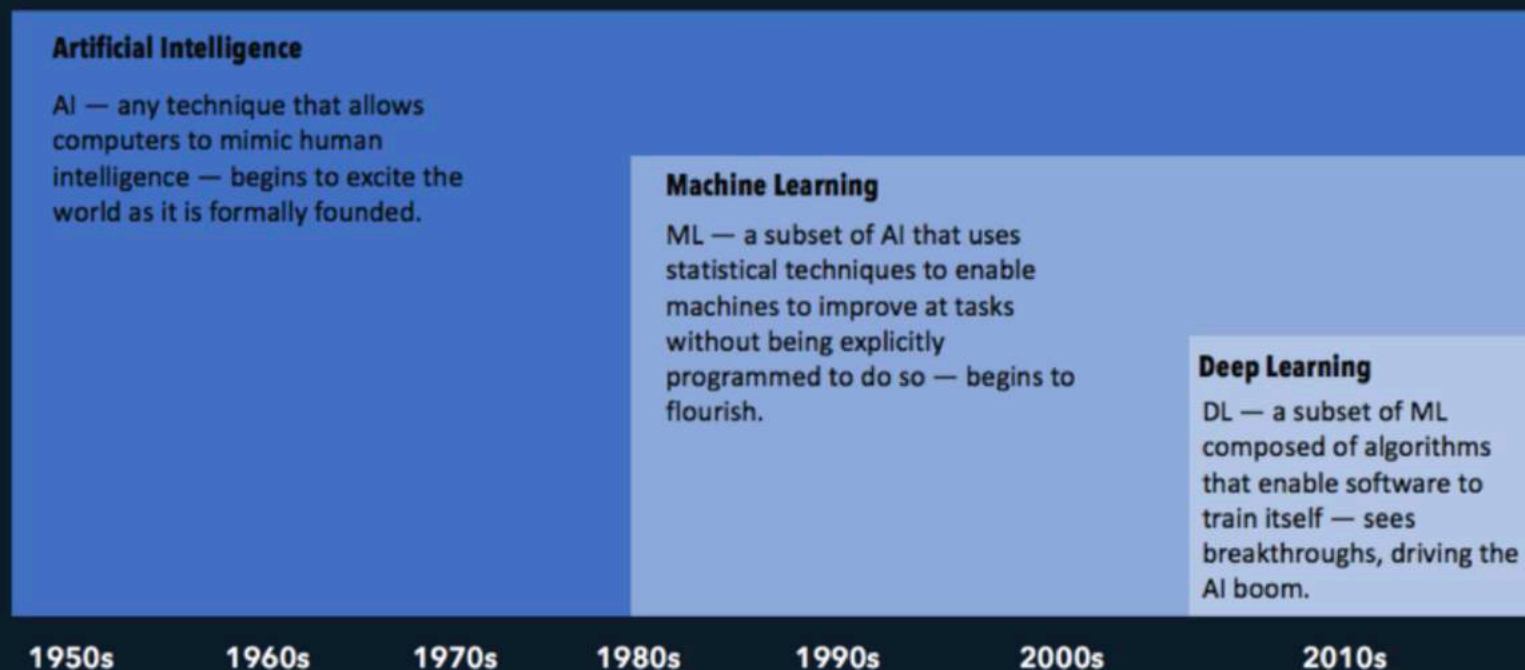 Artificial Intelligence
AI — any technique that allows
computers to mimic human
intelligence — begins to excite the
world as it is formally founded.
Machine Learning
ML — a subset of AI that uses
statistical techniques to enable
machines to improve at tasks
without being explicitly
programmed to do so — begins to
flourish.
Deep Learning
DL — a subset of ML
composed of algorithms
that enable software to
train itself — sees
breakthroughs, driving the
AI boom.
1950s 1960s 1970s 1980s 1990s 2000s 2010s